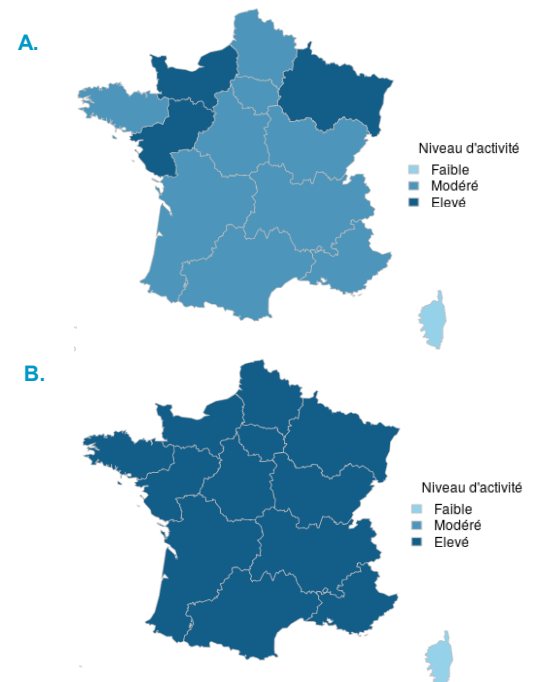 A.
Niveau d'activité
Faible
Modéré
Elevé
B.
Niveau d'activité
Faible
Modéré
Elevé